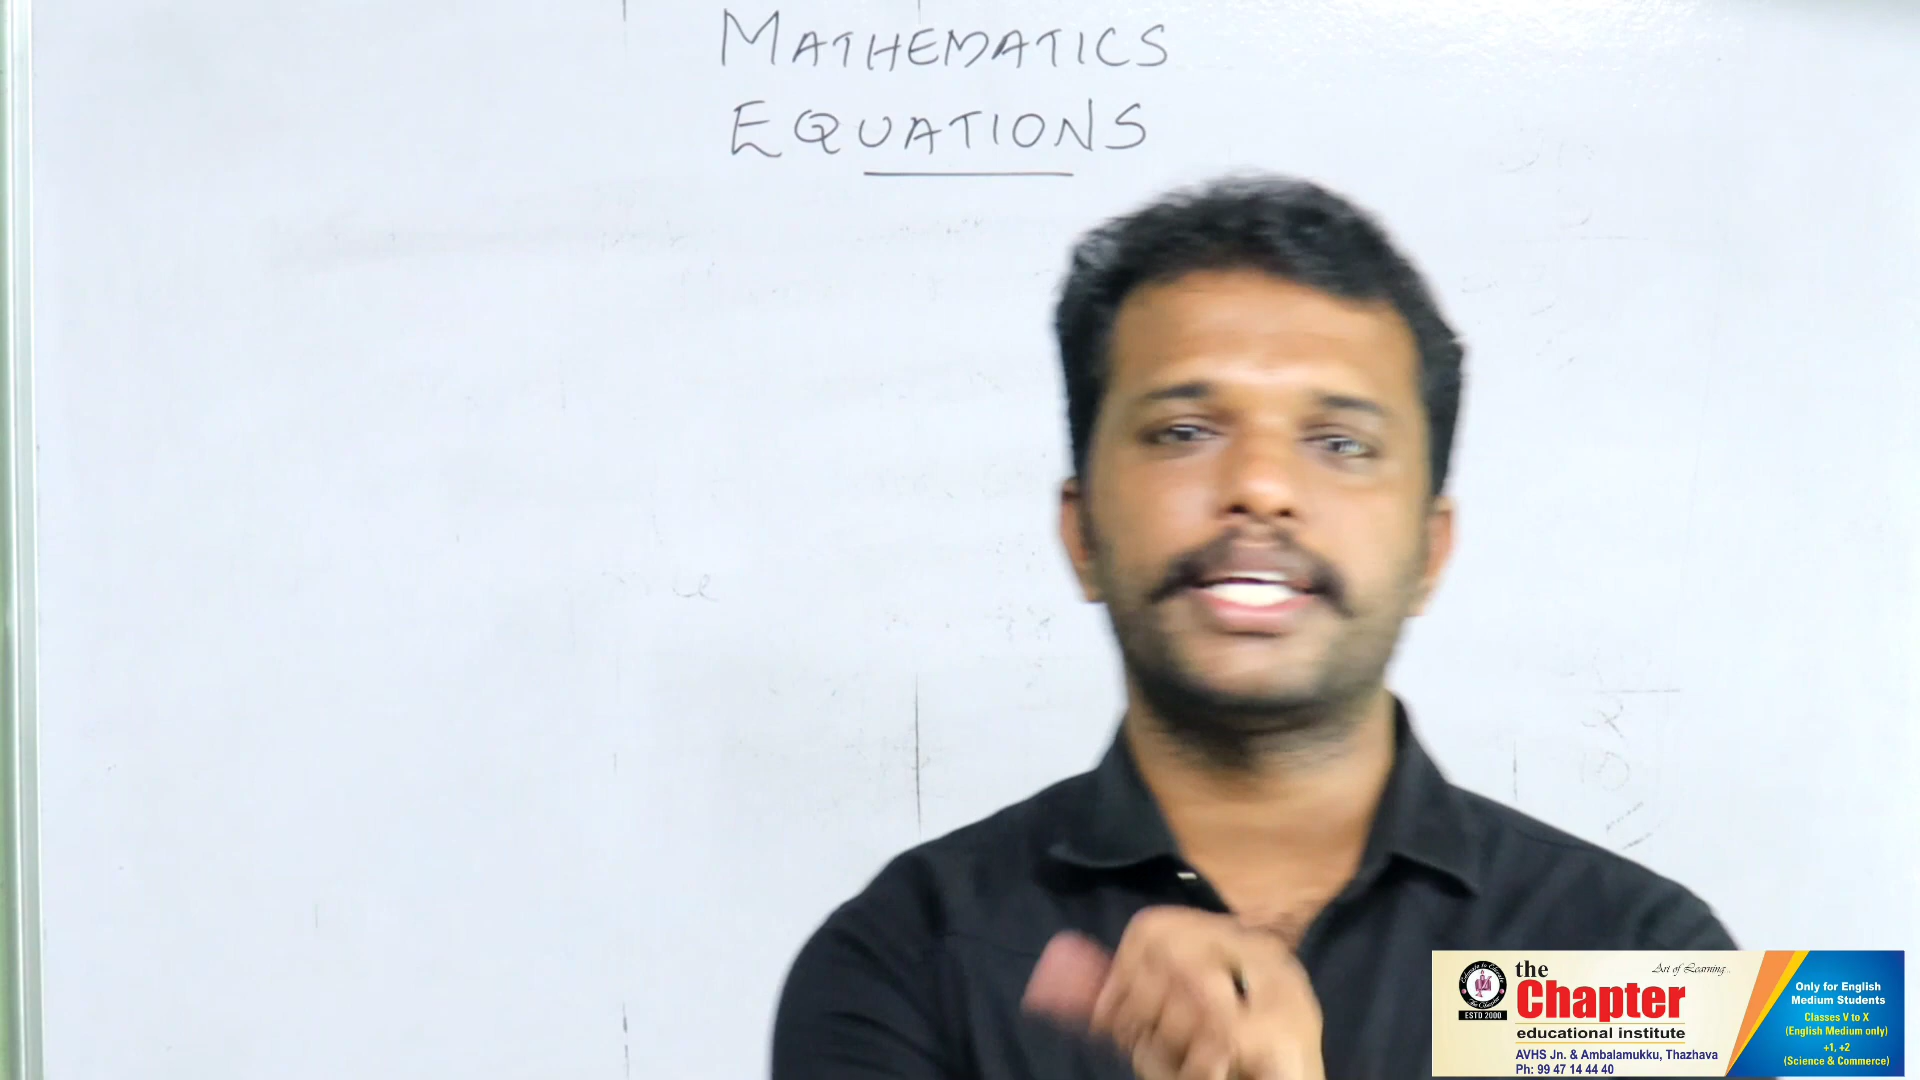 MATHEMATICS
EQUATIONS
the
Art of Learning..
Chapter
ESTD 2000
educational institute
AVHS Jn. & Ambalamukku, Thazhava
Ph: 99 47 14 44 40
Only for English
Medium Students
Classes V to X
(English Medium only)
+1, +2
(Science & Commerce)